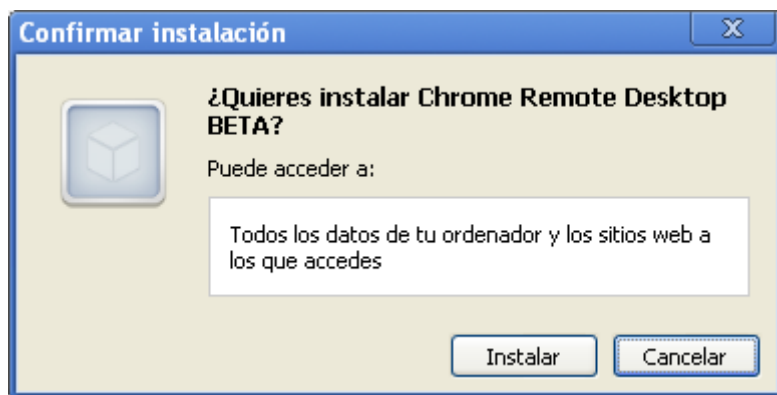 Confirmar instalación
¿Quieres instalar Chrome Remote Desktop
BETA?
Puede acceder a:
Todos los datos de tu ordenador y los sitios web a
los que accedes
Instalar
Cancelar